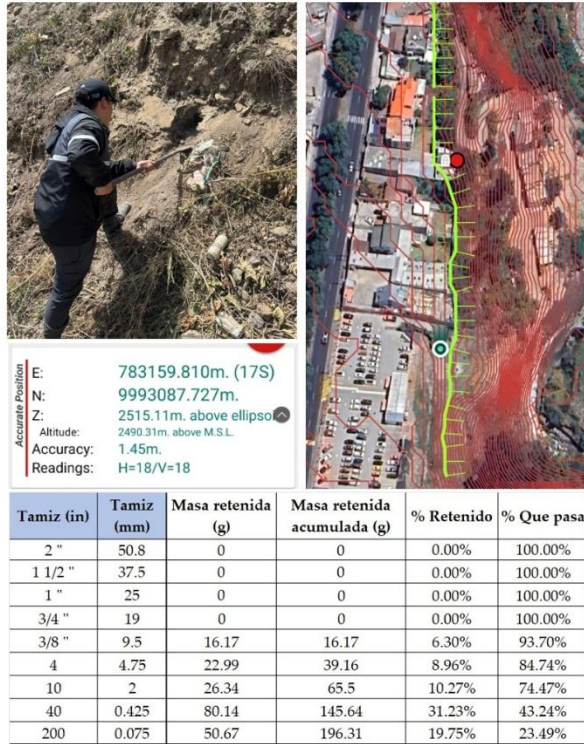 Accurate Position
E: 783159.810m. (17S)
N: 9993087.727m.
Z: 2515.11m. above ellipso
Altitude: 2490.31m. above M.S.L.
Accuracy: 1.45m.
Readings: H=18/V=18
Tamiz (in) Tamiz (mm) Masa retenida (g) Masa retenida acumulada (g) % Retenido % Que pasa
2 " 50.8 0 0 0.00% 100.00%
1 1/2 " 37.5 0 0 0.00% 100.00%
1 " 25 0 0 0.00% 100.00%
3/4 " 19 0 0 0.00% 100.00%
3/8 " 9.5 16.17 16.17 6.30% 93.70%
4 4.75 22.99 39.16 8.96% 84.74%
10 2 26.34 65.5 10.27% 74.47%
40 0.425 80.14 145.64 31.23% 43.24%
200 0.075 50.67 196.31 19.75% 23.49%